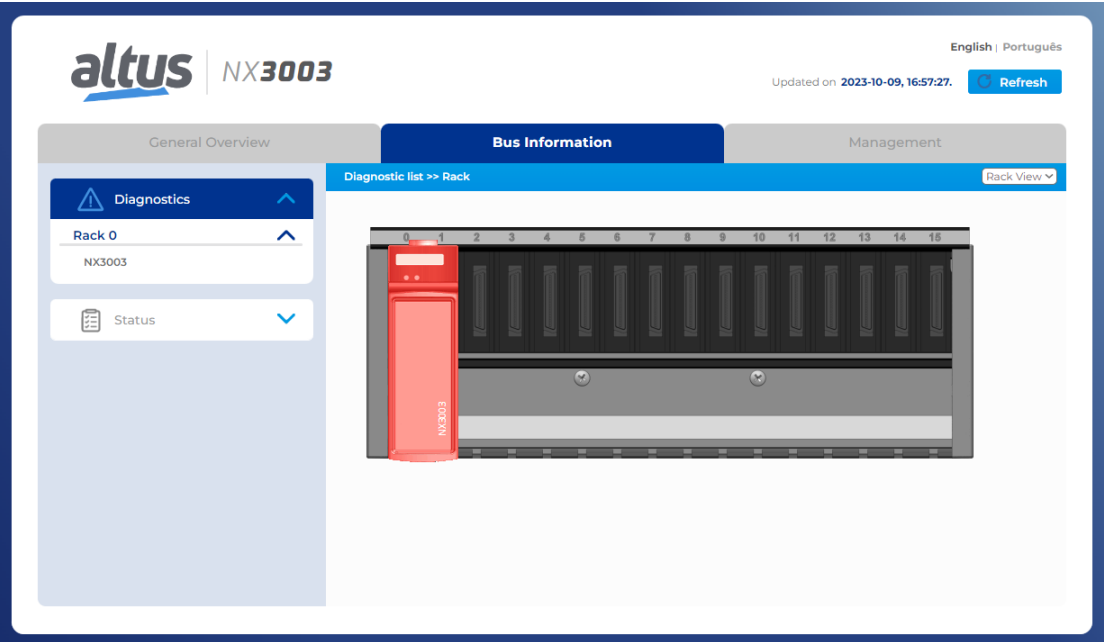 altus
NX3003
English | Português
Updated on 2023-10-09, 16:57:27.
Refresh
General Overview
Bus Information
Management
Diagnostics
Rack 0
NX3003
Status
Diagnostic list >> Rack
Rack View
0 1 2 3 4 5 6 7 8 9 10 11 12 13 14 15
NX3003